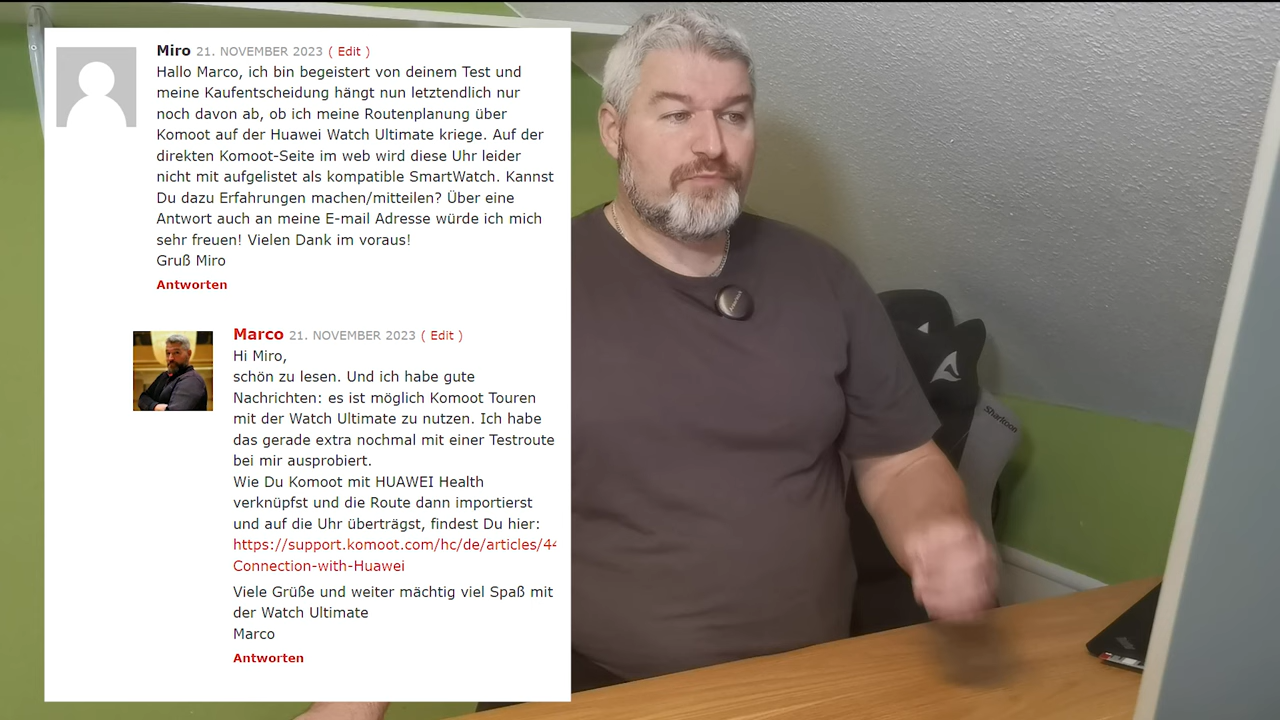 Miro 21. NOVEMBER 2023 ( Edit )
Hallo Marco, ich bin begeistert von deinem Test und
meine Kaufentscheidung hängt nun letztendlich nur
noch davon ab, ob ich meine Routenplanung über
Komoot auf der Huawei Watch Ultimate kriege. Auf der
direkten Komoot-Seite im web wird diese Uhr leider
nicht mit aufgelistet als kompatible SmartWatch. Kannst
Du dazu Erfahrungen machen/mitteilen? Über eine
Antwort auch an meine E-mail Adresse würde ich mich
sehr freuen! Vielen Dank im voraus!
Gruß Miro
Antworten
Marco 21. NOVEMBER 2023 ( Edit )
Hi Miro,
schön zu lesen. Und ich habe gute
Nachrichten: es ist möglich Komoot Touren
mit der Watch Ultimate zu nutzen. Ich habe
das gerade extra nochmal mit einer Testroute
bei mir ausprobiert.
Wie Du Komoot mit HUAWEI Health
verknüpfst und die Route dann importierst
und auf die Uhr überträgst, findest Du hier:
https://support.komoot.com/hc/de/articles/44
Connection-with-Huawei
Viele Grüße und weiter mächtig viel Spaß mit
der Watch Ultimate
Marco
Antworten
Sharkoon